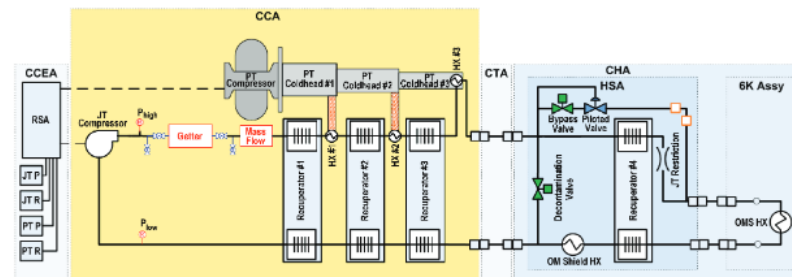 CCA
CCEA
CTA
CHA
HSA
6K Assy
RSA
JT P
JT R
PT P
PT R
JT
Compressor
Phigh
Plow
Getter
Mass
Flow
PT
Compressor
PT
Coldhead #1
PT
Coldhead #2
PT
Coldhead #3
HX #1
HX #2
HX #3
Recuperator #1
Recuperator #2
Recuperator #3
Bypass
Valve
Piloted
Valve
Decontamination
Valve
Recuperator #4
JT Restriction
OM Shield HX
OMS HX